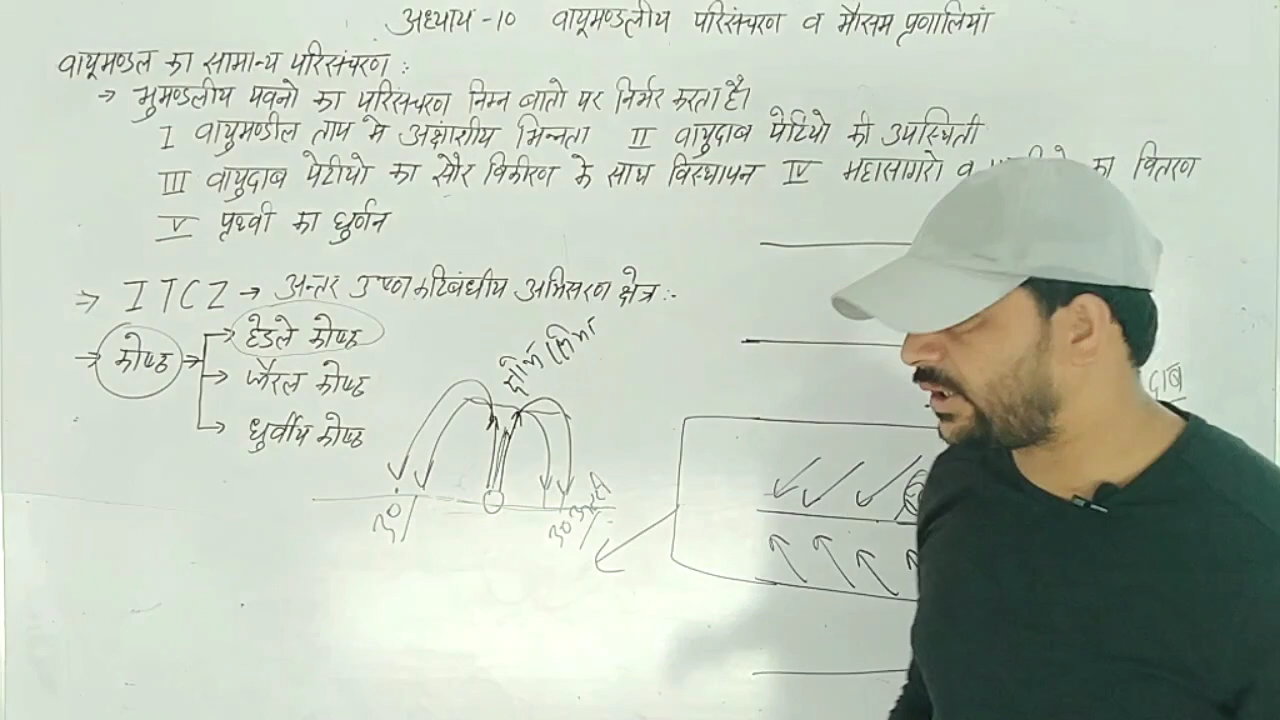 अध्याय -10 वायुमण्डलीय परिसंचरण व मौसम प्रणालियां
वायुमण्डल का सामान्य परिसंचरण :
→ भुमण्डलीय पवनो का परिसंचरण निम्न बातो पर निर्भर करता है।
I वायुमण्डील ताप मे अक्षाशीय भिन्नता II वायुदाब पेटियो की उपस्थिती
III वायुदाब पेटीयो का सौर विकीरण के साथ विस्थापन IV महासागरो व का वितरण
V पृथ्वी का घुर्णन
⇒ ITCZ → अन्तर उष्ण कटिबंधीय अभिसरण क्षेत्र :-
→ कोष्ठ → → हेडले कोष्ठ
→ फैरल कोष्ठ
→ ध्रुर्वीय कोष्ठ
30
दाब